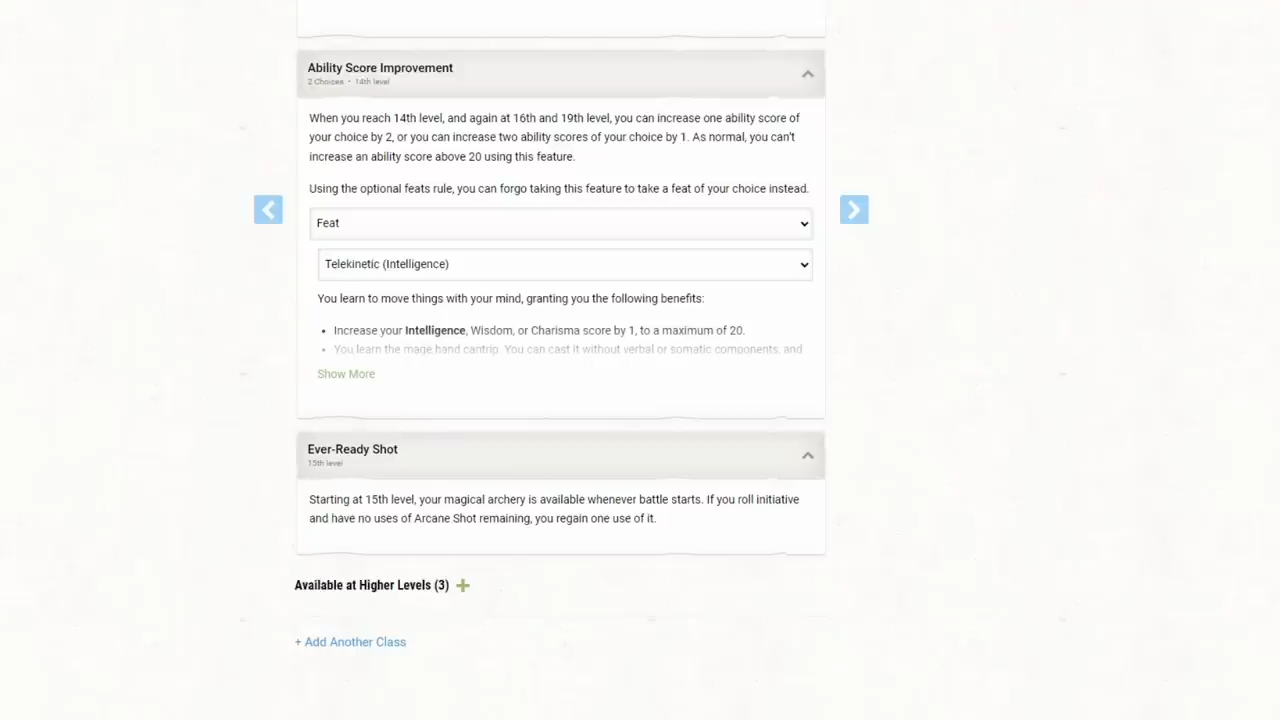 Ability Score Improvement
2 Choices • 14th level
When you reach 14th level, and again at 16th and 19th level, you can increase one ability score of
your choice by 2, or you can increase two ability scores of your choice by 1. As normal, you can't
increase an ability score above 20 using this feature.
Using the optional feats rule, you can forgo taking this feature to take a feat of your choice instead.
Feat
Telekinetic (Intelligence)
You learn to move things with your mind, granting you the following benefits:
• Increase your Intelligence, Wisdom, or Charisma score by 1, to a maximum of 20.
• You learn the mage hand cantrip. You can cast it without verbal or somatic components, and
Show More
Ever-Ready Shot
15th level
Starting at 15th level, your magical archery is available whenever battle starts. If you roll initiative
and have no uses of Arcane Shot remaining, you regain one use of it.
Available at Higher Levels (3) +
+ Add Another Class